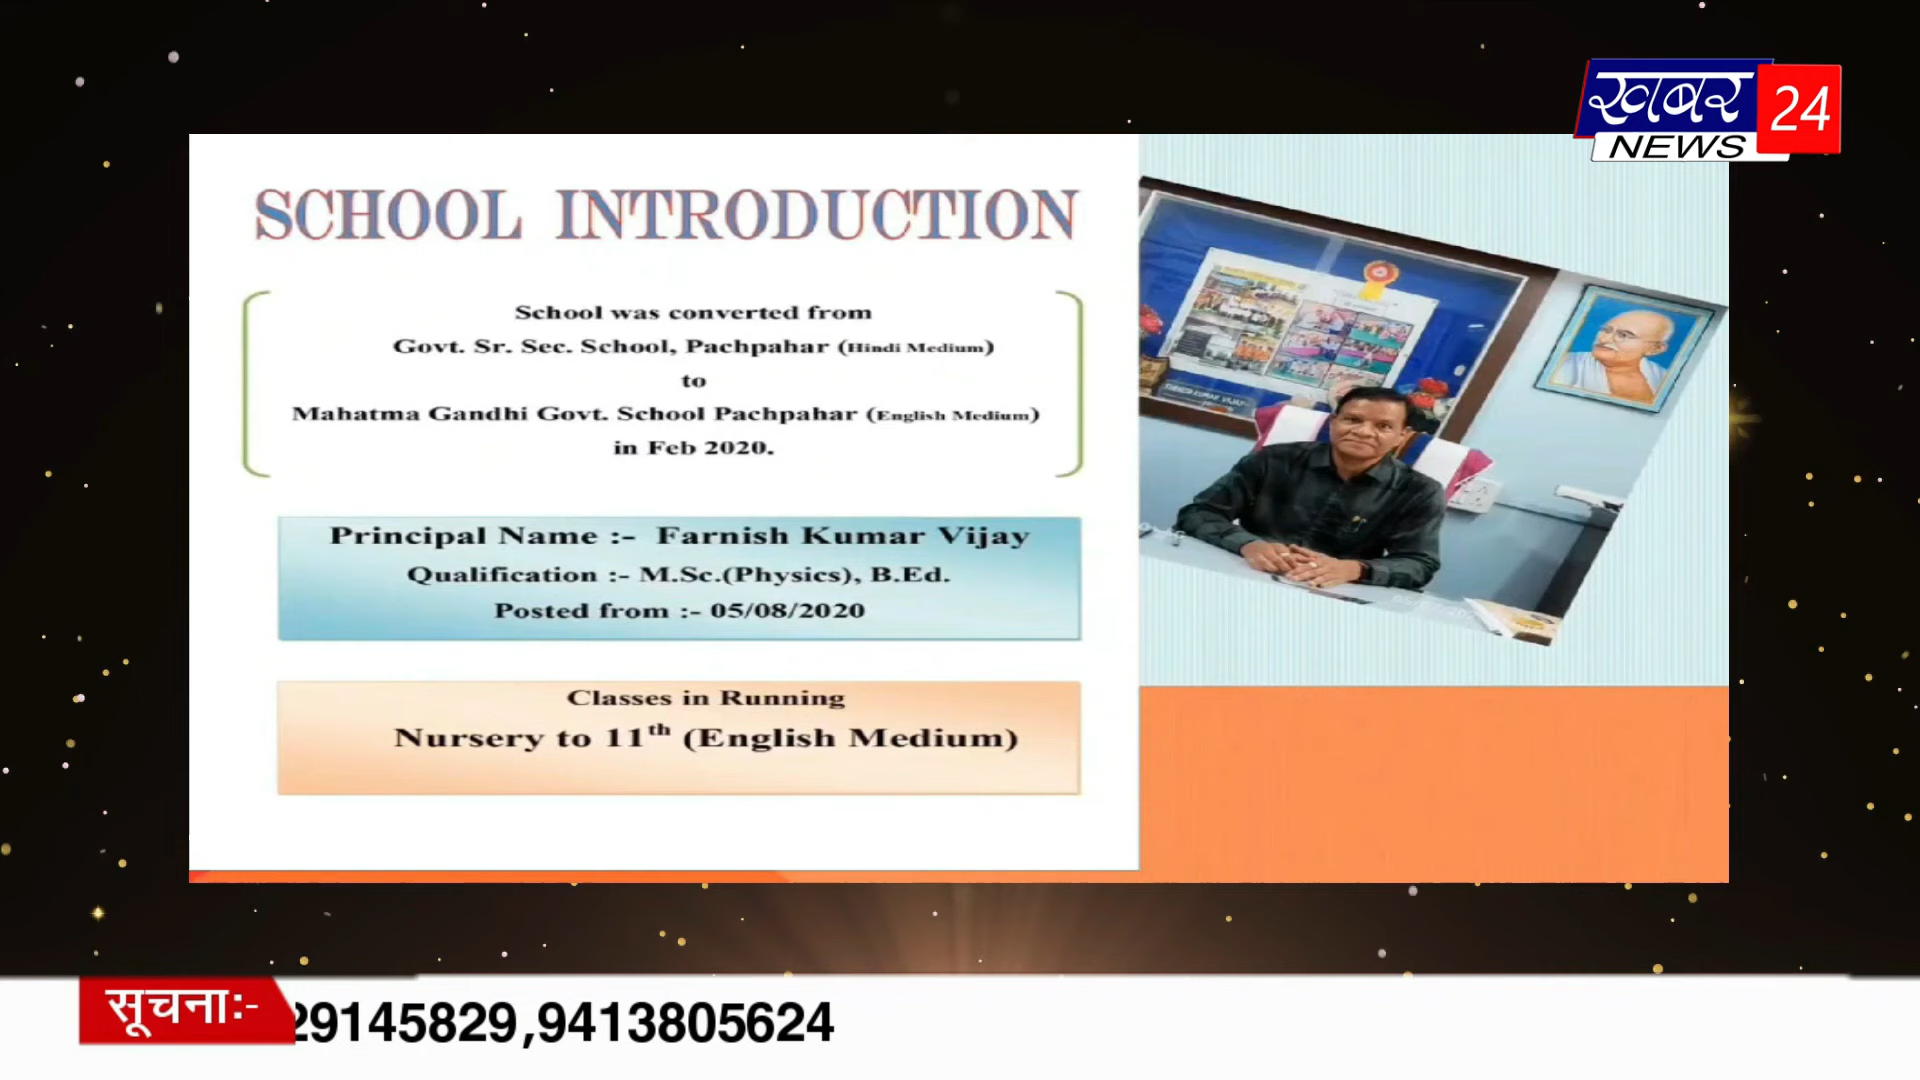 खबर 24
NEWS
SCHOOL INTRODUCTION
School was converted from
Govt. Sr. Sec. School, Pachpahar (Hindi Medium)
to
Mahatma Gandhi Govt. School Pachpahar (English Medium)
in Feb 2020.
Principal Name :- Farnish Kumar Vijay
Qualification :- M.Sc.(Physics), B.Ed.
Posted from :- 05/08/2020
Classes in Running
Nursery to 11th (English Medium)
सूचनाः- 29145829,9413805624